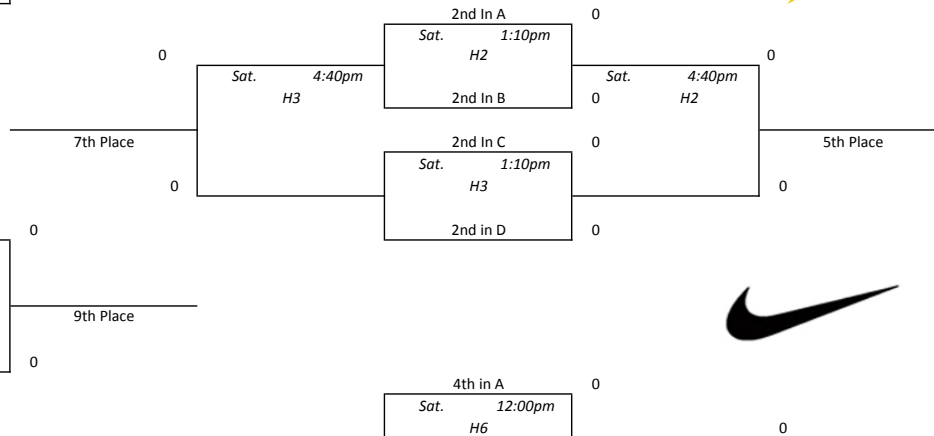 2nd In A 0
Sat. 1:10pm
0 H2 0
Sat. 4:40pm Sat. 4:40pm
H3 2nd In B 0 H2
7th Place 2nd In C 0 5th Place
Sat. 1:10pm
0 H3 0
0 2nd in D 0
9th Place
0
4th in A 0
Sat. 12:00pm
H6 0